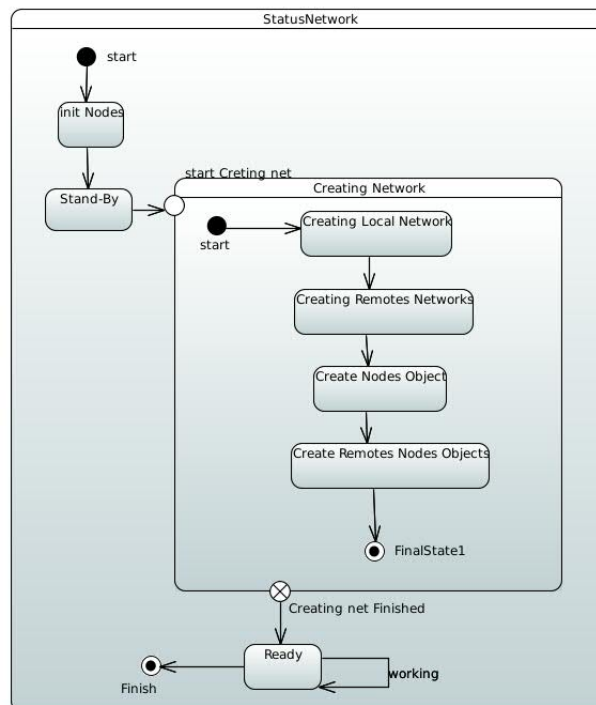 StatusNetwork
start
init Nodes
start Creting net
Stand-By
Creating Network
start
Creating Local Network
Creating Remotes Networks
Create Nodes Object
Create Remotes Nodes Objects
FinalState1
Creating net Finished
Ready
working
Finish